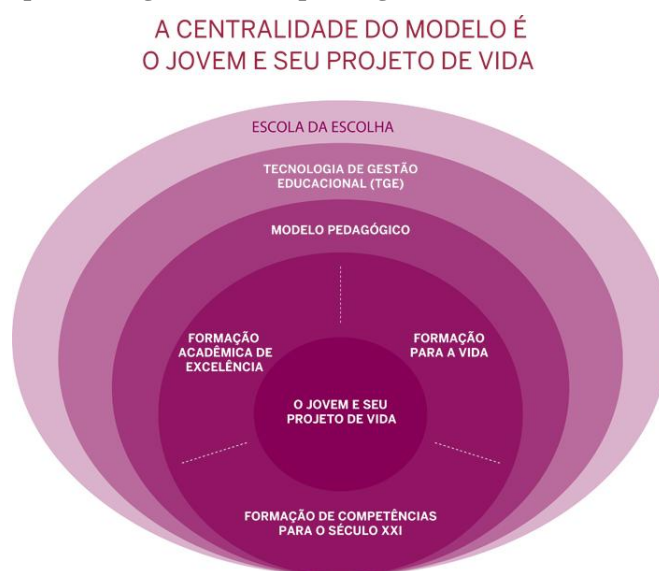 A CENTRALIDADE DO MODELO É
O JOVEM E SEU PROJETO DE VIDA
ESCOLA DA ESCOLHA
TECNOLOGIA DE GESTÃO
EDUCACIONAL (TGE)
MODELO PEDAGÓGICO
FORMAÇÃO
ACADÊMICA DE
EXCELÊNCIA
FORMAÇÃO
PARA A VIDA
O JOVEM E SEU
PROJETO DE VIDA
FORMAÇÃO DE COMPETÊNCIAS
PARA O SÉCULO XXI